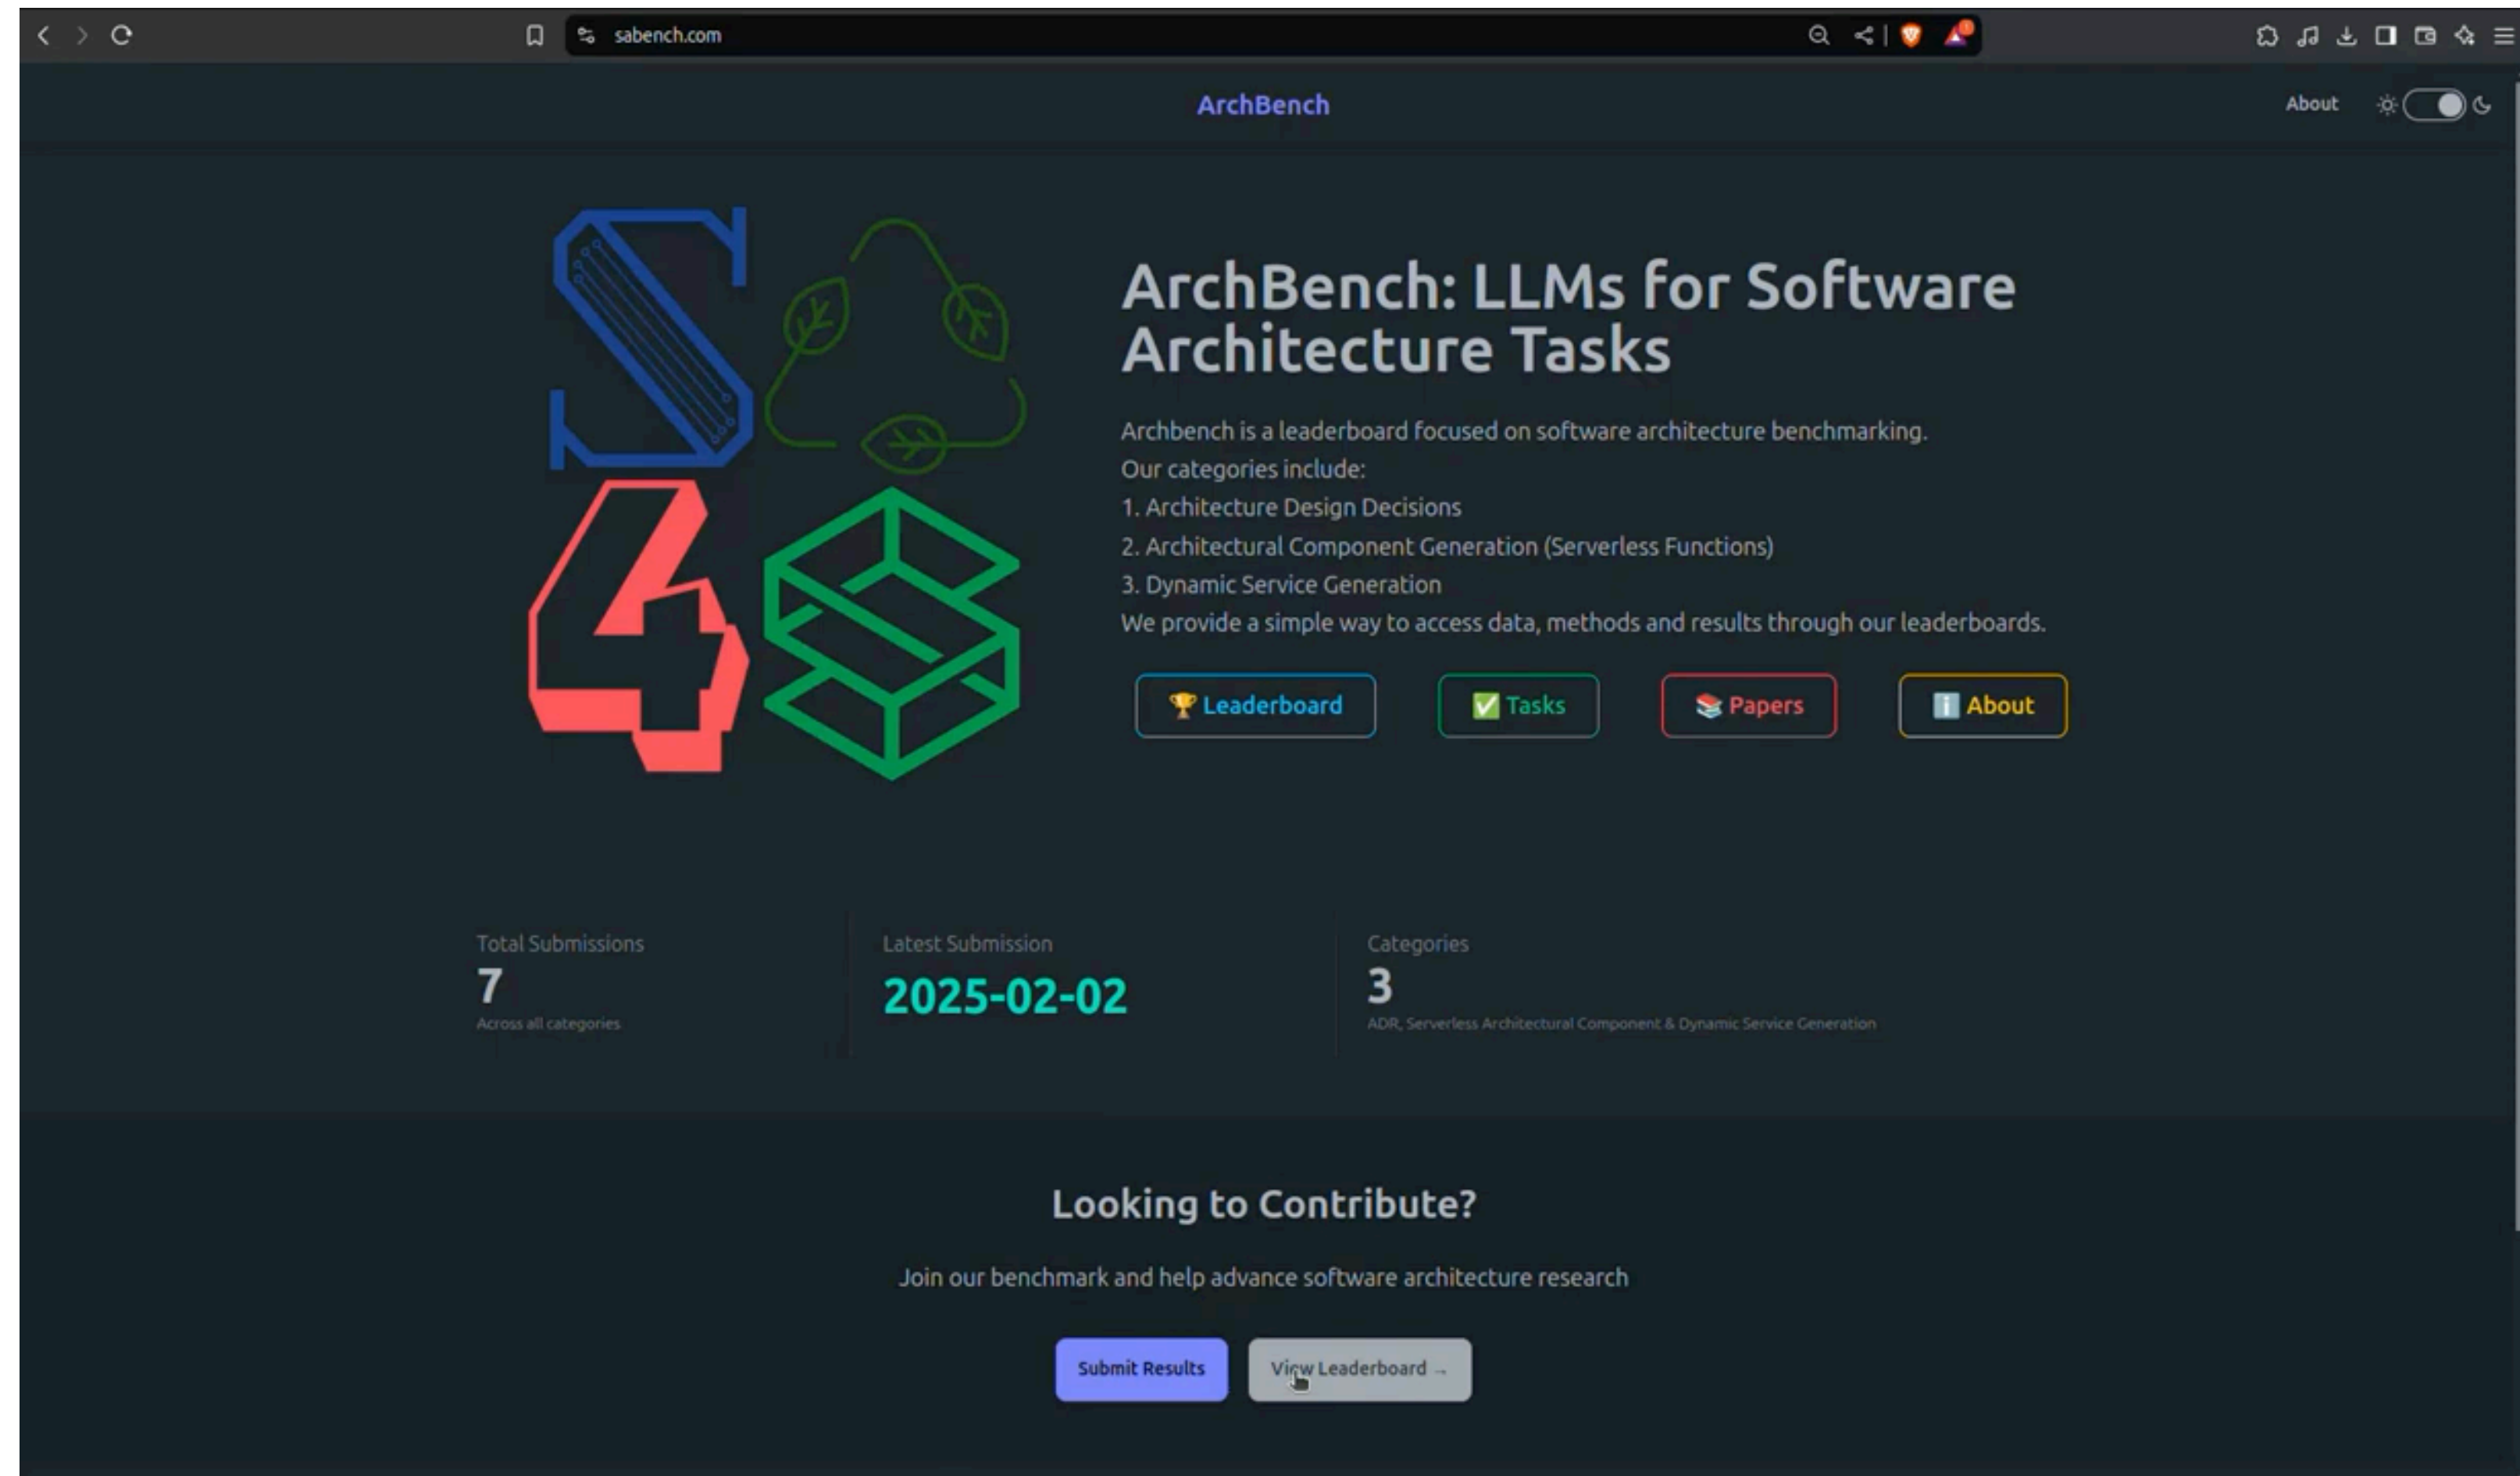 sabench.com
ArchBench
About
S
4S
ArchBench: LLMs for Software
Architecture Tasks
Archbench is a leaderboard focused on software architecture benchmarking.
Our categories include:
1. Architecture Design Decisions
2. Architectural Component Generation (Serverless Functions)
3. Dynamic Service Generation
We provide a simple way to access data, methods and results through our leaderboards.
🏆 Leaderboard ✅ Tasks 📚 Papers ℹ️ About
Total Submissions
7
Across all categories
Latest Submission
2025-02-02
Categories
3
ADR, Serverless Architectural Component & Dynamic Service Generation
Looking to Contribute?
Join our benchmark and help advance software architecture research
Submit Results View Leaderboard →